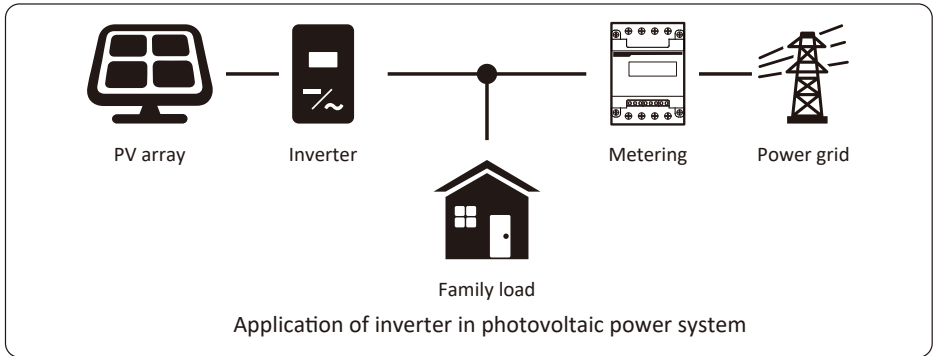 PV array
Inverter
Metering
Power grid
Family load
Application of inverter in photovoltaic power system